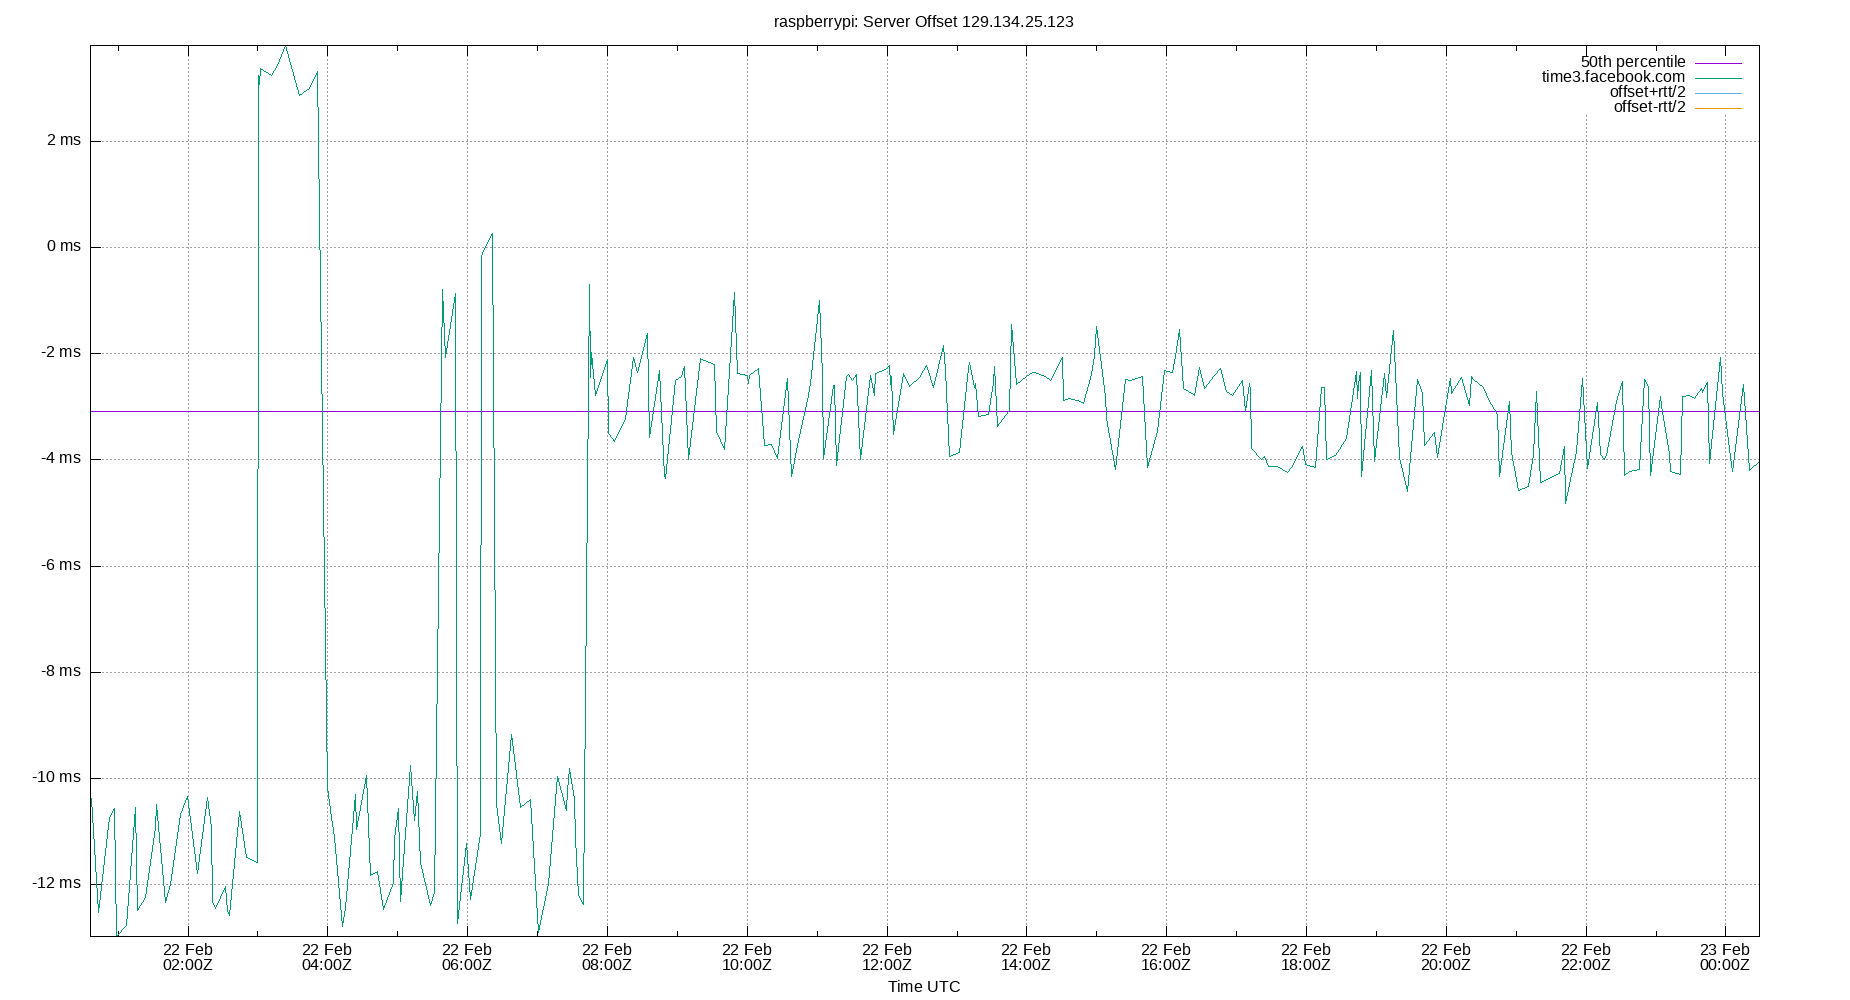 raspberrypi: Server Offset 129.134.25.123
50th percentile
time3.facebook.com
offset+rtt/2
offset-rtt/2
2 ms
0 ms
-2 ms
-4 ms
-6 ms
-8 ms
-10 ms
-12 ms
22 Feb 22 Feb 22 Feb 22 Feb 22 Feb 22 Feb 22 Feb 22 Feb 22 Feb 22 Feb 22 Feb 23 Feb
02:00Z 04:00Z 06:00Z 08:00Z 10:00Z 12:00Z 14:00Z 16:00Z 18:00Z 20:00Z 22:00Z 00:00Z
Time UTC